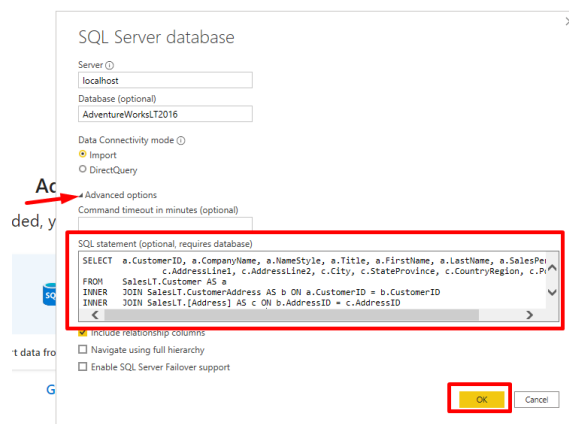 SQL Server database
Server
localhost
Database (optional)
AdventureWorksLT2016
Data Connectivity mode
Import
DirectQuery
Ad
Advanced options
ded, y
Command timeout in minutes (optional)
SQL statement (optional, requires database)
SELECT a.CustomerID, a.CompanyName, a.NameStyle, a.Title, a.FirstName, a.LastName, a.SalesPer
c.AddressLine1, c.AddressLine2, c.City, c.StateProvince, c.CountryRegion, c.P
FROM SalesLT.Customer AS a
INNER JOIN SalesLT.CustomerAddress AS b ON a.CustomerID = b.CustomerID
INNER JOIN SalesLT.[Address] AS c ON b.AddressID = c.AddressID
SQ
Include relationship columns
Navigate using full hierarchy
t data fro
Enable SQL Server Failover support
G
OK
Cancel